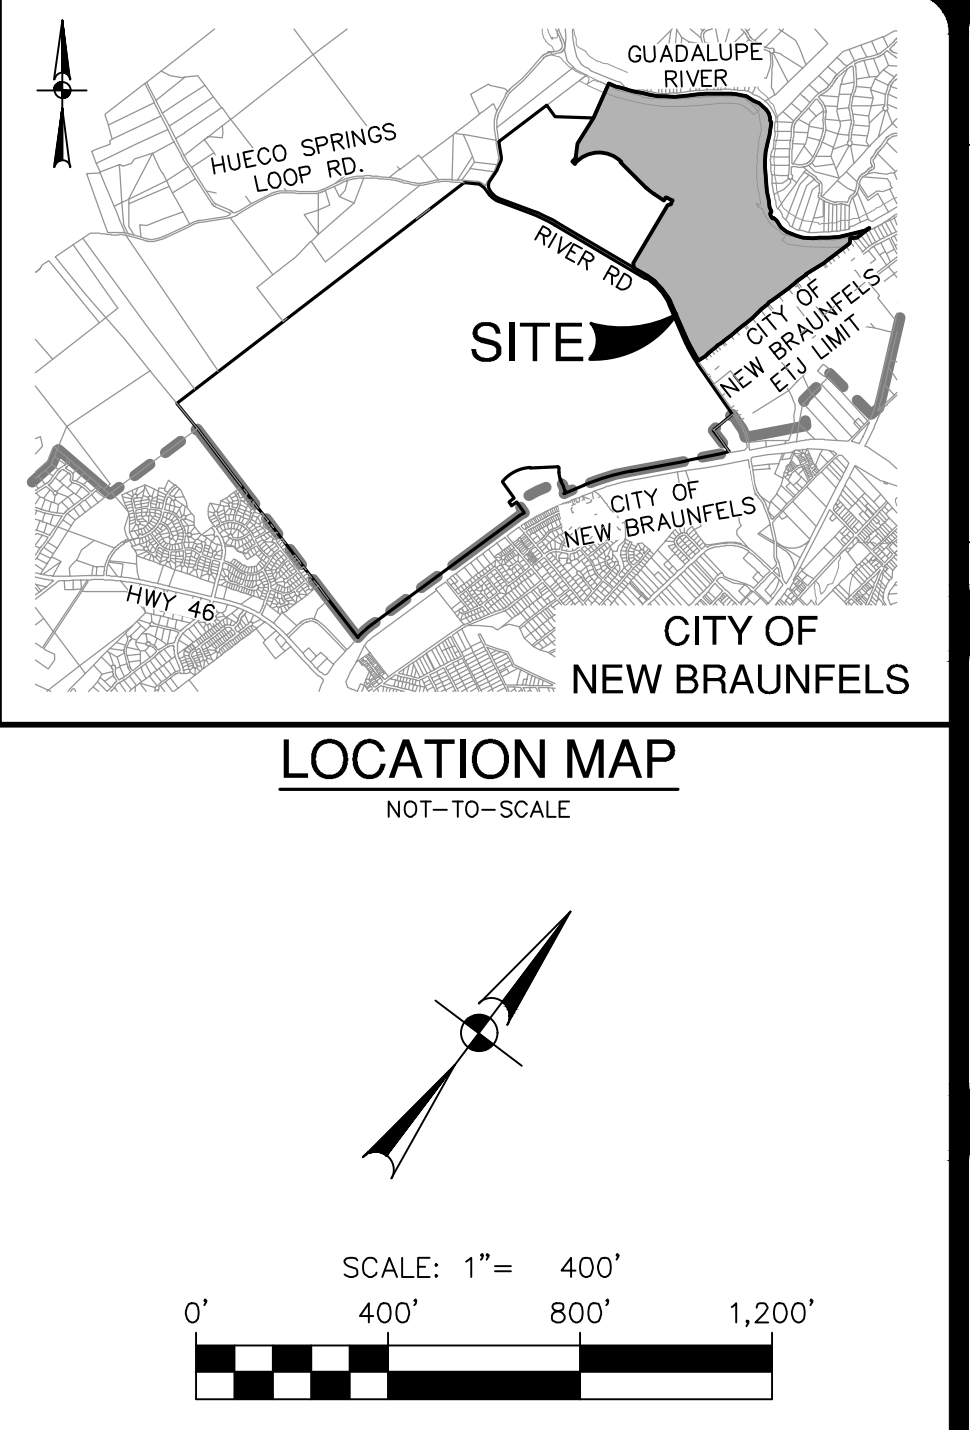 GUADALUPE
RIVER
HUECO SPRINGS
LOOP RD.
RIVER RD
SITE
CITY OF
NEW BRAUNFELS
ETJ LIMIT
CITY OF
NEW BRAUNFELS
HWY 46
CITY OF
NEW BRAUNFELS
LOCATION MAP
NOT-TO-SCALE
SCALE: 1"= 400'
0' 400' 800' 1,200'